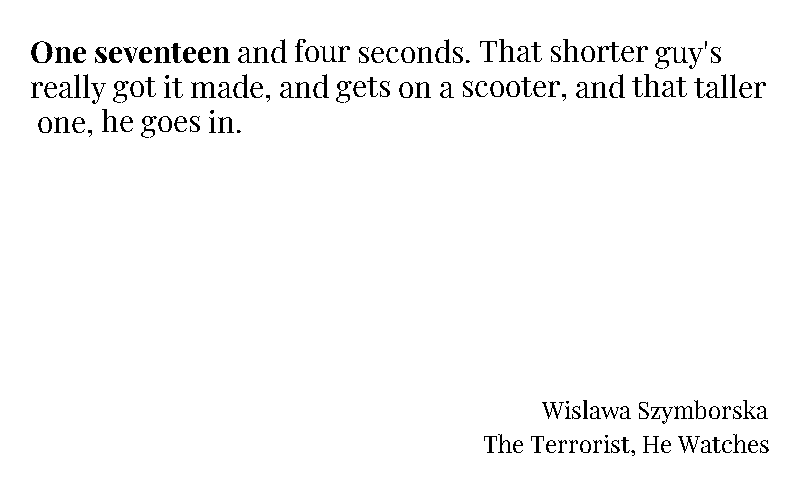 One seventeen and four seconds. That shorter guy's
really got it made, and gets on a scooter, and that taller
one, he goes in.
Wislawa Szymborska
The Terrorist, He Watches